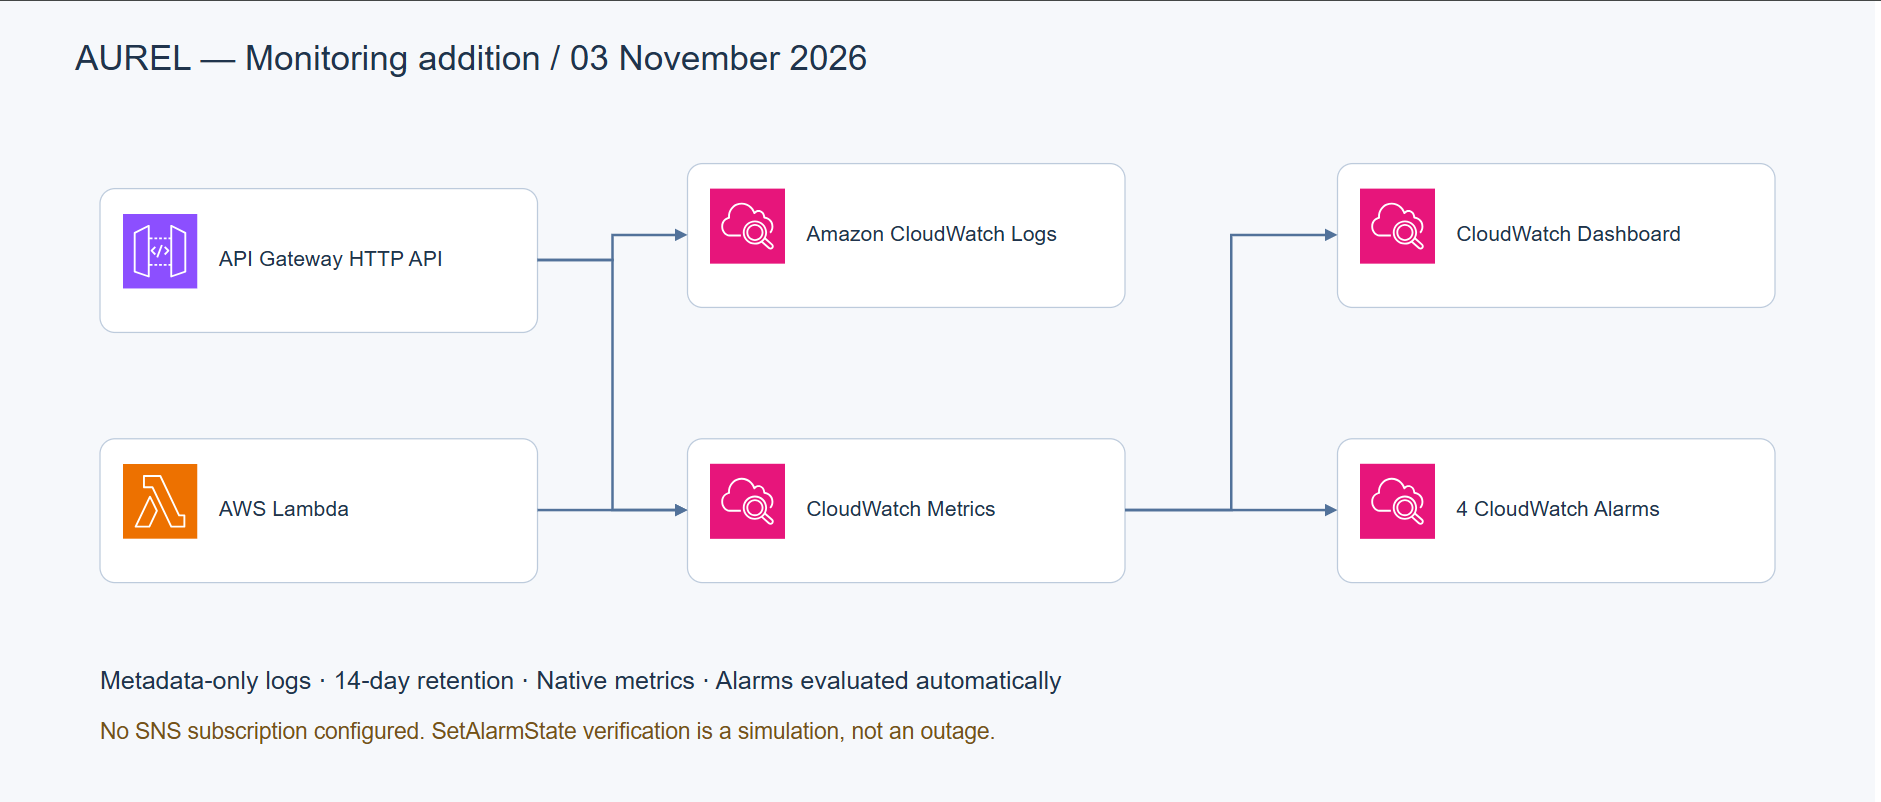 AUREL — Monitoring addition / 03 November 2026
API Gateway HTTP API
Amazon CloudWatch Logs
CloudWatch Dashboard
AWS Lambda
CloudWatch Metrics
4 CloudWatch Alarms
Metadata-only logs · 14-day retention · Native metrics · Alarms evaluated automatically
No SNS subscription configured. SetAlarmState verification is a simulation, not an outage.